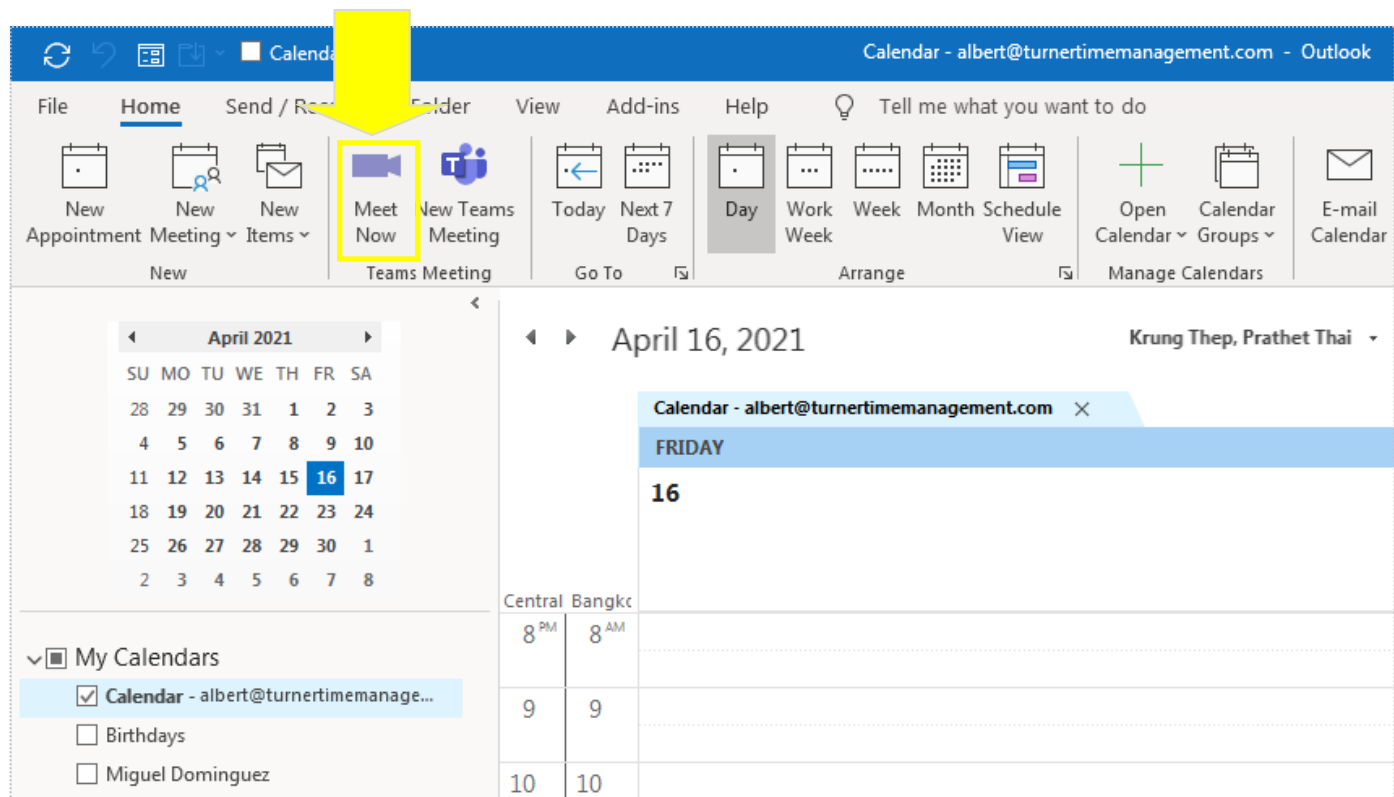 Calenda
Calendar - albert@turnertimemanagement.com - Outlook
File Home Send / Folder View Add-ins Help Tell me what you want to do
New Appointment
New Meeting
New Items
Meet Now
New Teams Meeting
Today
Next 7 Days
Day
Work Week
Week
Month
Schedule View
Open Calendar
Calendar Groups
E-mail Calendar
New
Teams Meeting
Go To
Arrange
Manage Calendars
April 2021
SU MO TU WE TH FR SA
28 29 30 31 1 2 3
4 5 6 7 8 9 10
11 12 13 14 15 16 17
18 19 20 21 22 23 24
25 26 27 28 29 30 1
2 3 4 5 6 7 8
My Calendars
Calendar - albert@turnertimemanage...
Birthdays
Miguel Dominguez
April 16, 2021
Krung Thep, Prathet Thai
Calendar - albert@turnertimemanagement.com
FRIDAY
16
Central Bangkc
8 PM 8 AM
9 9
10 10